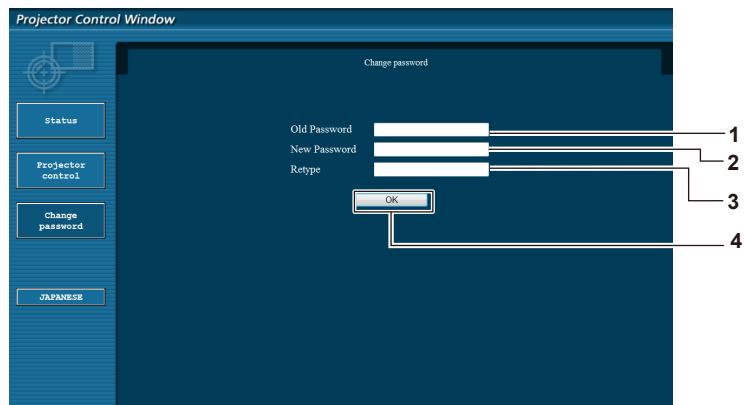 Projector Control Window
Change password
Status
Projector
control
Change
password
JAPANESE
Old Password
New Password
Retype
OK
1
2
3
4